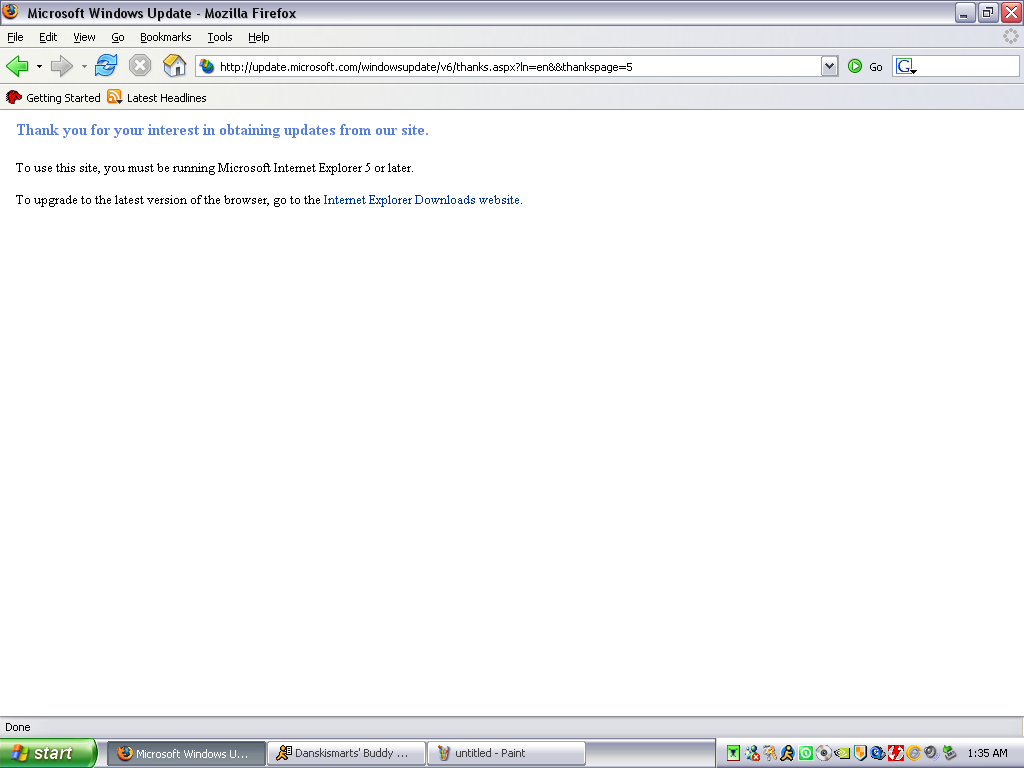 Microsoft Windows Update - Mozilla Firefox
File Edit View Go Bookmarks Tools Help
http://update.microsoft.com/windowsupdate/v6/thanks.aspx?ln=en&&thankspage=5 Go G
Getting Started Latest Headlines
Thank you for your interest in obtaining updates from our site.
To use this site, you must be running Microsoft Internet Explorer 5 or later.
To upgrade to the latest version of the browser, go to the Internet Explorer Downloads website.
Done
start Microsoft Windows U... Danskismarts' Buddy ... untitled - Paint 1:35 AM